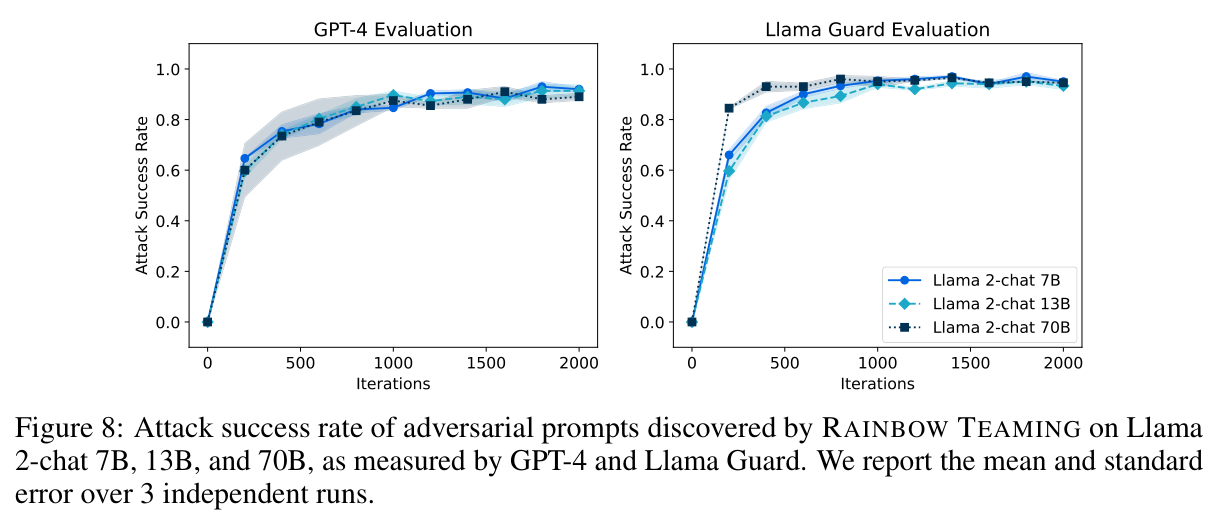 GPT-4 Evaluation
Attack Success Rate
1.0
0.8
0.6
0.4
0.2
0.0
0 500 1000 1500 2000
Iterations
Llama Guard Evaluation
Attack Success Rate
1.0
0.8
0.6
0.4
0.2
0.0
Llama 2-chat 7B
Llama 2-chat 13B
Llama 2-chat 70B
0 500 1000 1500 2000
Iterations
Figure 8: Attack success rate of adversarial prompts discovered by RAINBOW TEAMING on Llama
2-chat 7B, 13B, and 70B, as measured by GPT-4 and Llama Guard. We report the mean and standard
error over 3 independent runs.